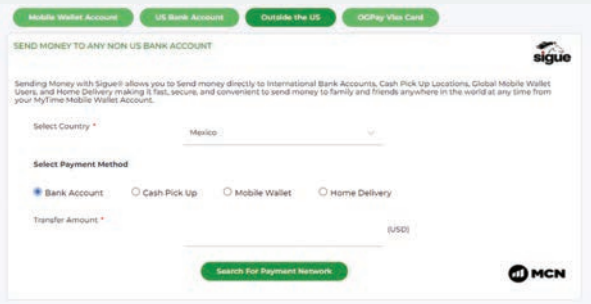 Mobile Wallet Account
US Bank Account
Outside the US
OGPay Visa Card
SEND MONEY TO ANY NON US BANK ACCOUNT
sigue
Sending Money with Sigue® allows you to Send money directly to International Bank Accounts, Cash Pick Up Locations, Global Mobile Wallet
Users, and Home Delivery making it fast, secure, and convenient to send money to family and friends anywhere in the world at any time from
your MyTime Mobile Wallet Account.
Select Country *
Mexico
Select Payment Method
Bank Account
Cash Pick Up
Mobile Wallet
Home Delivery
Transfer Amount *
(USD)
Search For Payment Network
MCN